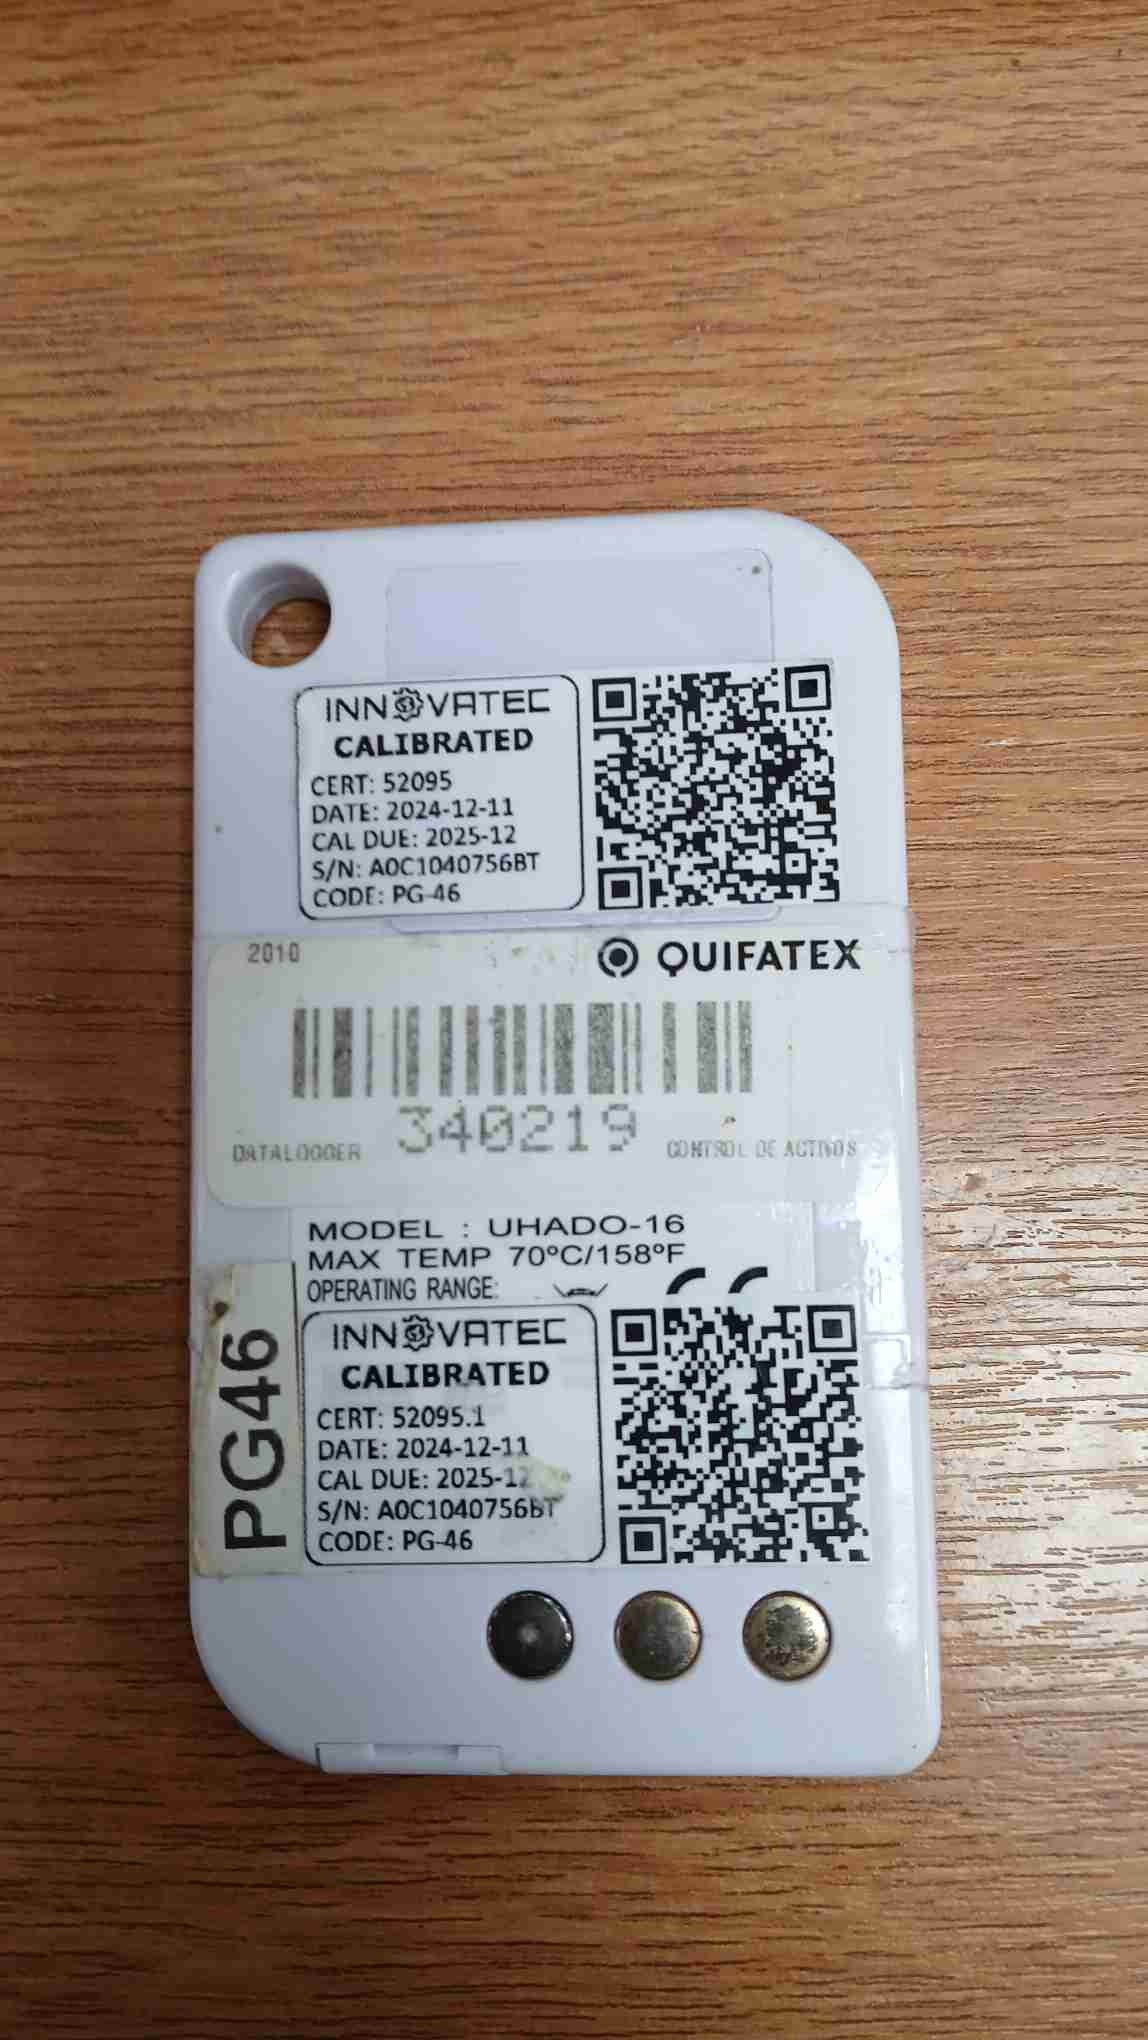 INNOVATEC
CALIBRATED
CERT: 52095
DATE: 2024-12-11
CAL DUE: 2025-12
S/N: A0C1040756BT
CODE: PG-46
2010
QUIFATEX
340219
DATALOGGER
CONTROL DE ACTIVOS
MODEL : UHADO-16
MAX TEMP 70°C/158°F
OPERATING RANGE:
CE
PG46
INNOVATEC
CALIBRATED
CERT: 52095.1
DATE: 2024-12-11
CAL DUE: 2025-12
S/N: A0C1040756BT
CODE: PG-46